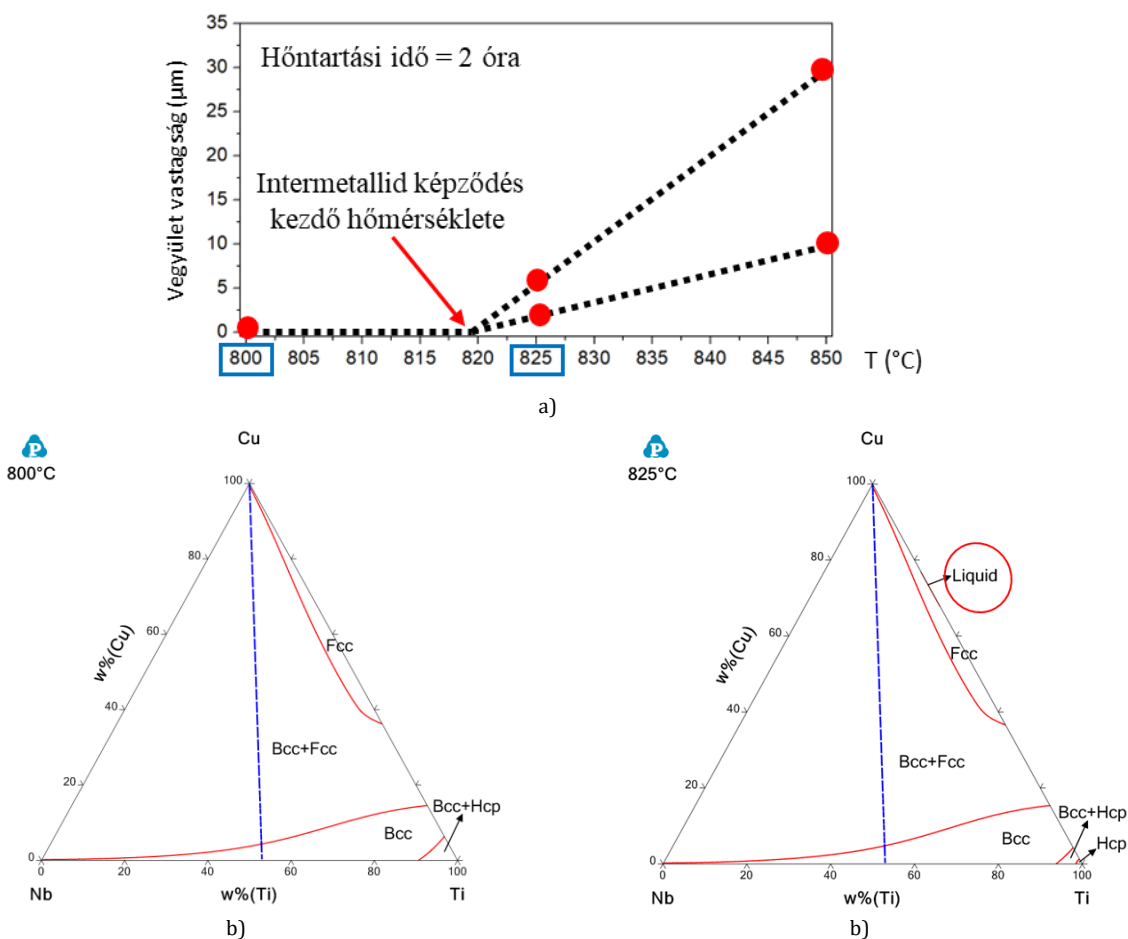 35
30
25
20
15
10
5
0
Vegyület vastagság (μm)
Hőntartási idő = 2 óra
Intermetallid képződés
kezdő hőmérséklete
800 805 810 815 820 825 830 835 840 845 850 T (°C)
a)
P
800°C
Cu
100
80
60
40
20
0
w%(Cu)
Fcc
Bcc+Fcc
Bcc+Hcp
Bcc
0 20 40 60 80 100
Nb w%(Ti) Ti
b)
P
825°C
Cu
100
80
60
40
20
0
w%(Cu)
Liquid
Fcc
Bcc+Fcc
Bcc+Hcp
Bcc
Hcp
0 20 40 60 80 100
Nb w%(Ti) Ti
b)